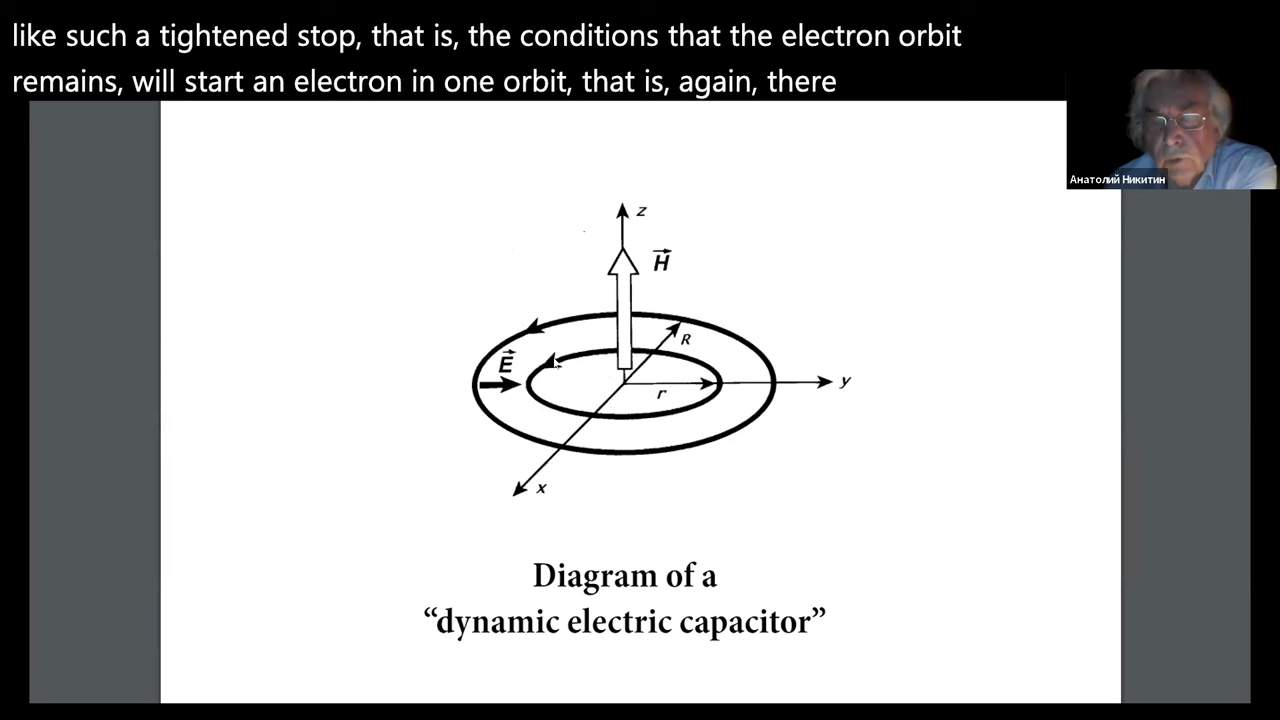 like such a tightened stop, that is, the conditions that the electron orbit
remains, will start an electron in one orbit, that is, again, there
Анатолий Никитин
z
H
R
E
y
r
x
Diagram of a
“dynamic electric capacitor”